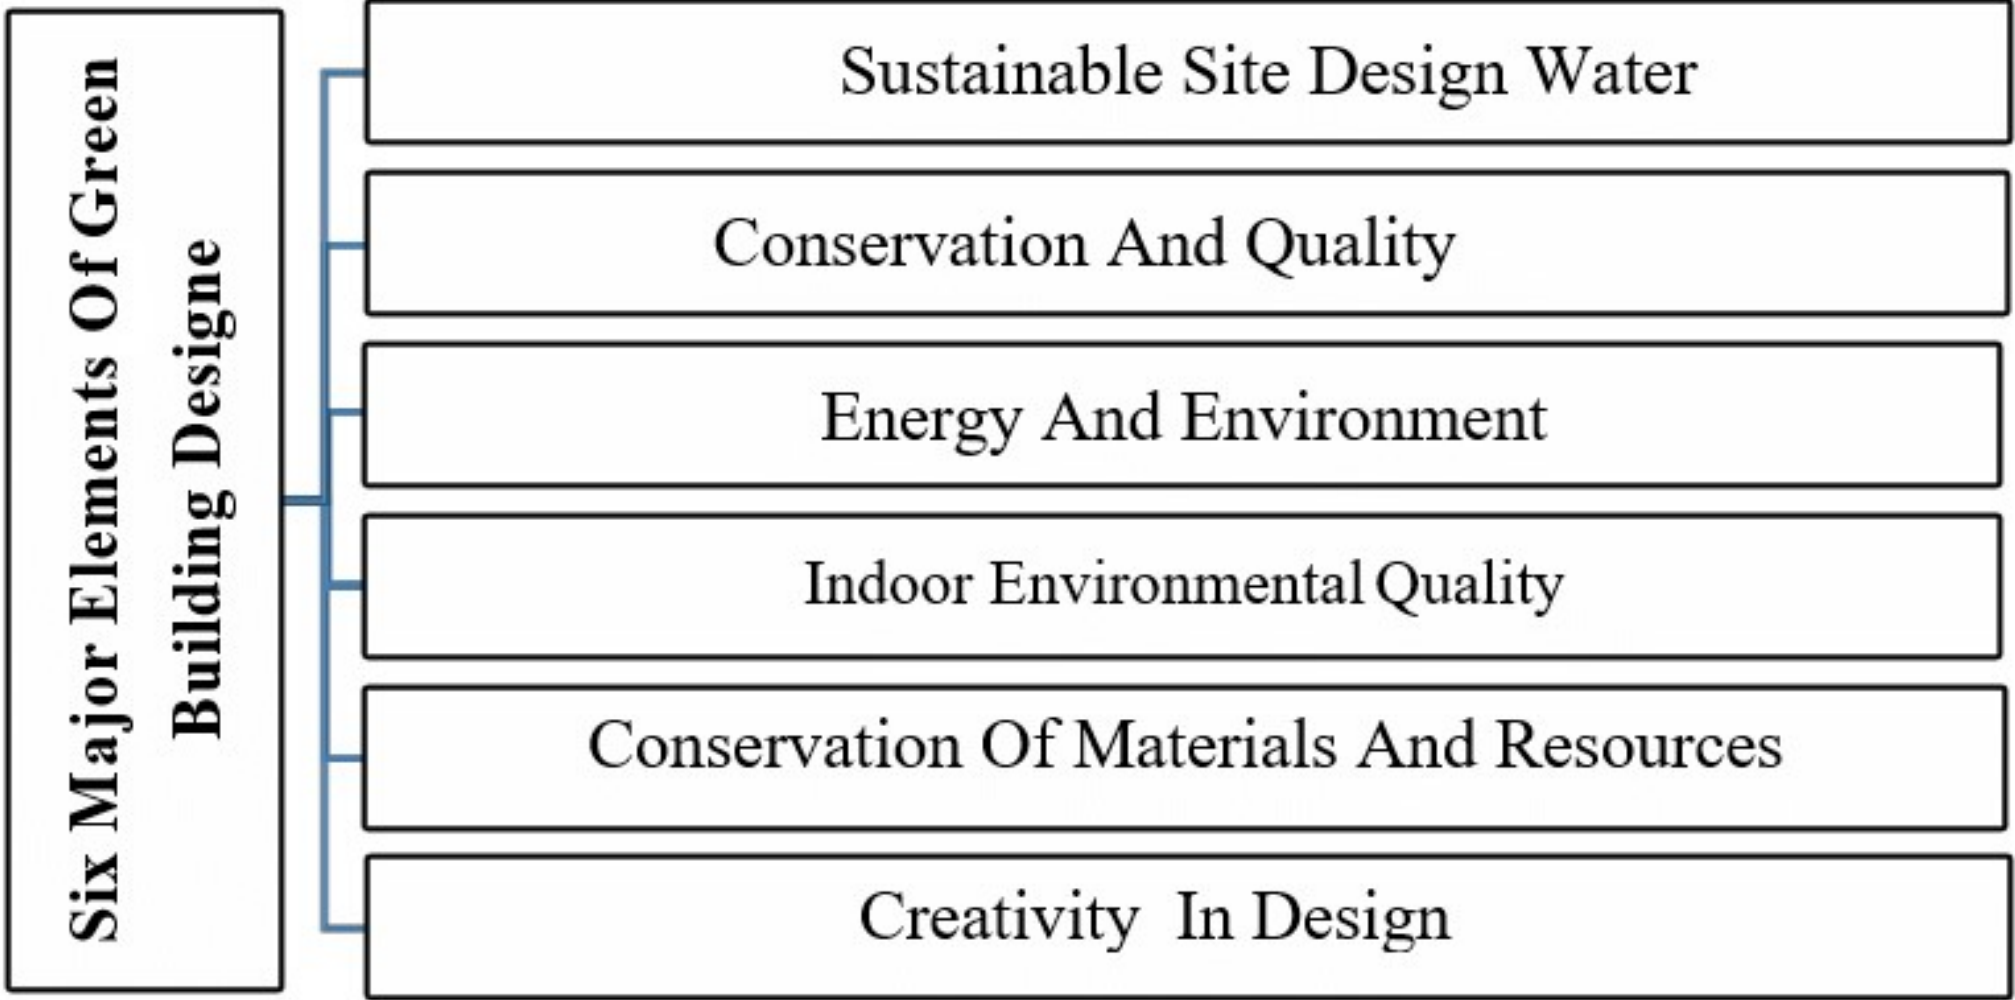 Six Major Elements Of Green
Building Designe
Sustainable Site Design Water
Conservation And Quality
Energy And Environment
Indoor Environmental Quality
Conservation Of Materials And Resources
Creativity In Design